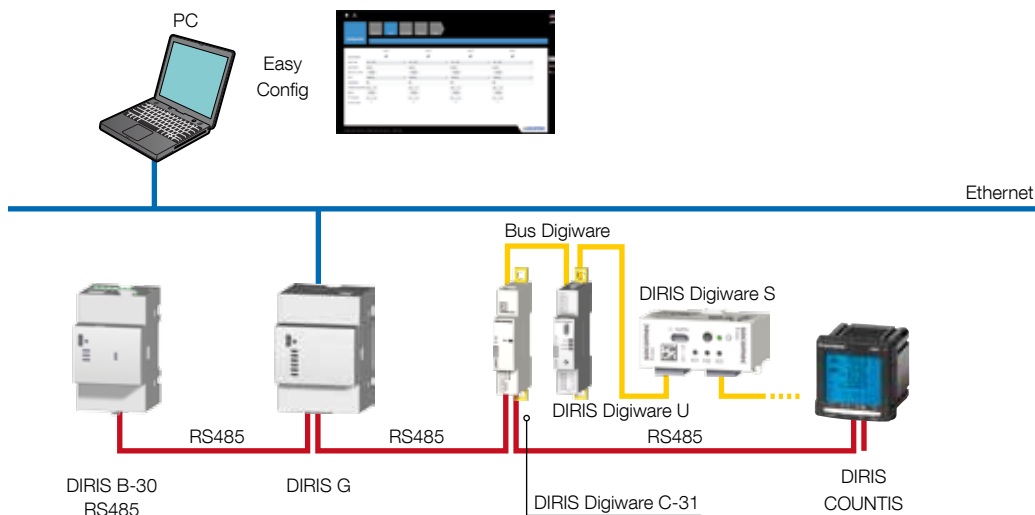 PC
Easy
Config
Ethernet
Bus Digiware
DIRIS Digiware S
DIRIS Digiware U
RS485
RS485
RS485
DIRIS B-30
RS485
DIRIS G
DIRIS Digiware C-31
DIRIS
COUNTIS